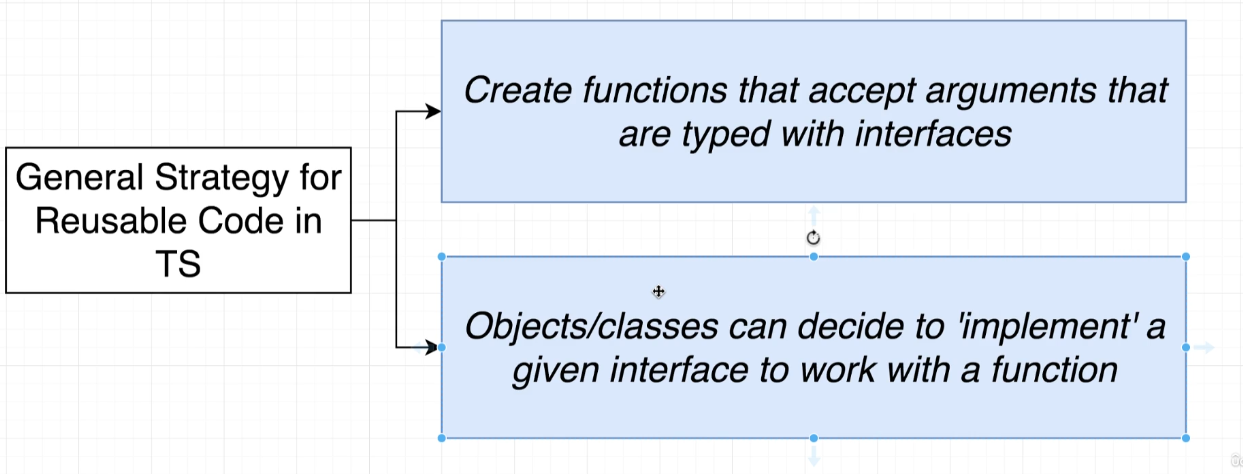 General Strategy for
Reusable Code in
TS
Create functions that accept arguments that
are typed with interfaces
Objects/classes can decide to 'implement' a
given interface to work with a function